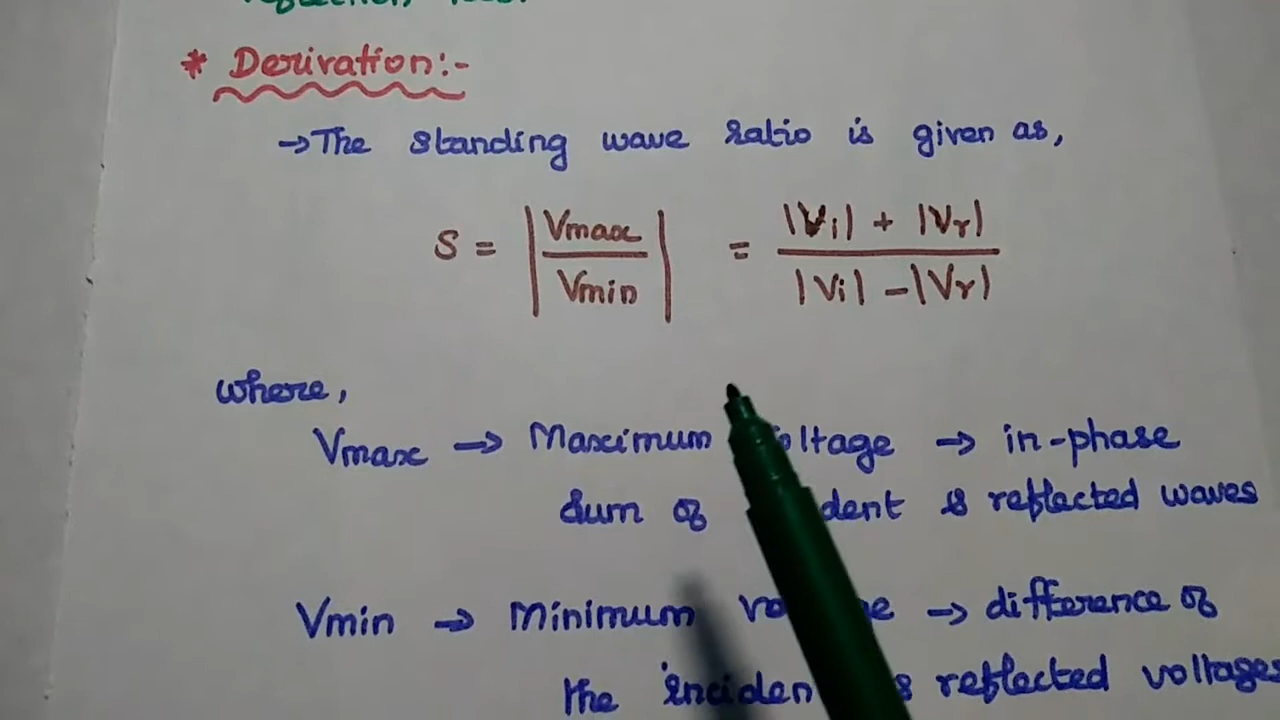 * Derivation:-
→The standing wave ratio is given as,
S = |Vmax / Vmin| = |Vi| + |Vr| / |Vi| - |Vr|
where,
Vmax → Maximum voltage → in-phase
sum of dent & reflected waves
Vmin → Minimum → difference of
the & reflected voltages